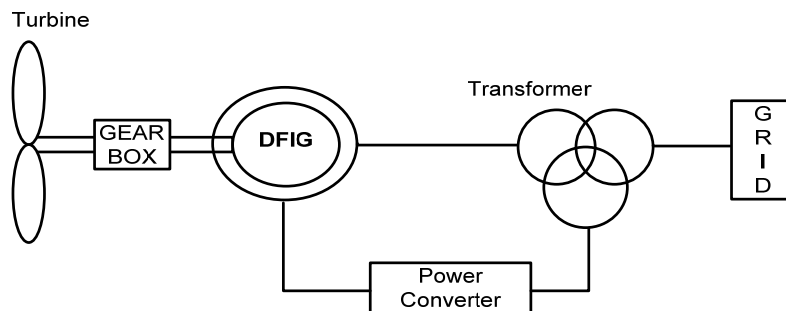 Turbine
GEAR
BOX
DFIG
Transformer
G
R
I
D
Power
Converter